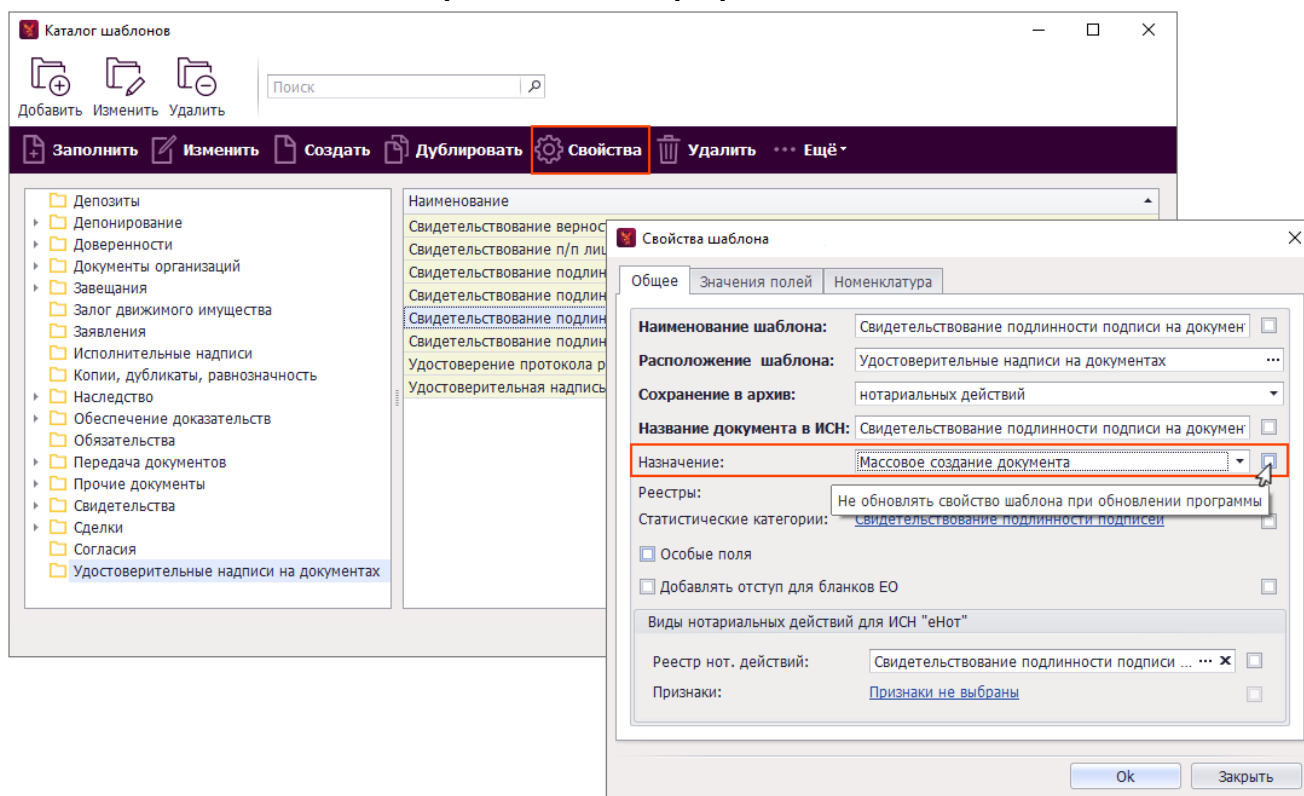 Каталог шаблонов
Добавить Изменить Удалить
Поиск
Заполнить Изменить Создать Дублировать Свойства Удалить Ещё
Депозиты
Депонирование
Доверенности
Документы организаций
Завещания
Залог движимого имущества
Заявления
Исполнительные надписи
Копии, дубликаты, равнозначность
Наследство
Обеспечение доказательств
Обязательства
Передача документов
Прочие документы
Свидетельства
Сделки
Согласия
Удостоверительные надписи на документах
Наименование
Свидетельствование вернос
Свидетельствование п/п лиц
Свидетельствование подлин
Свидетельствование подлин
Свидетельствование подлин
Свидетельствование подлин
Удостоверение протокола р
Удостоверительная надпись
Свойства шаблона
Общее Значения полей Номенклатура
Наименование шаблона: Свидетельствование подлинности подписи на докумен
Расположение шаблона: Удостоверительные надписи на документах ...
Сохранение в архив: нотариальных действий
Название документа в ИСН: Свидетельствование подлинности подписи на докумен
Назначение: Массовое создание документа
Реестры:
Не обновлять свойство шаблона при обновлении программы
Статистические категории: Свидетельствование подлинности подписей
Особые поля
Добавлять отступ для бланков ЕО
Виды нотариальных действий для ИСН "еНот"
Реестр нот. действий: Свидетельствование подлинности подписи ... ... x
Признаки: Признаки не выбраны
Ok Закрыть